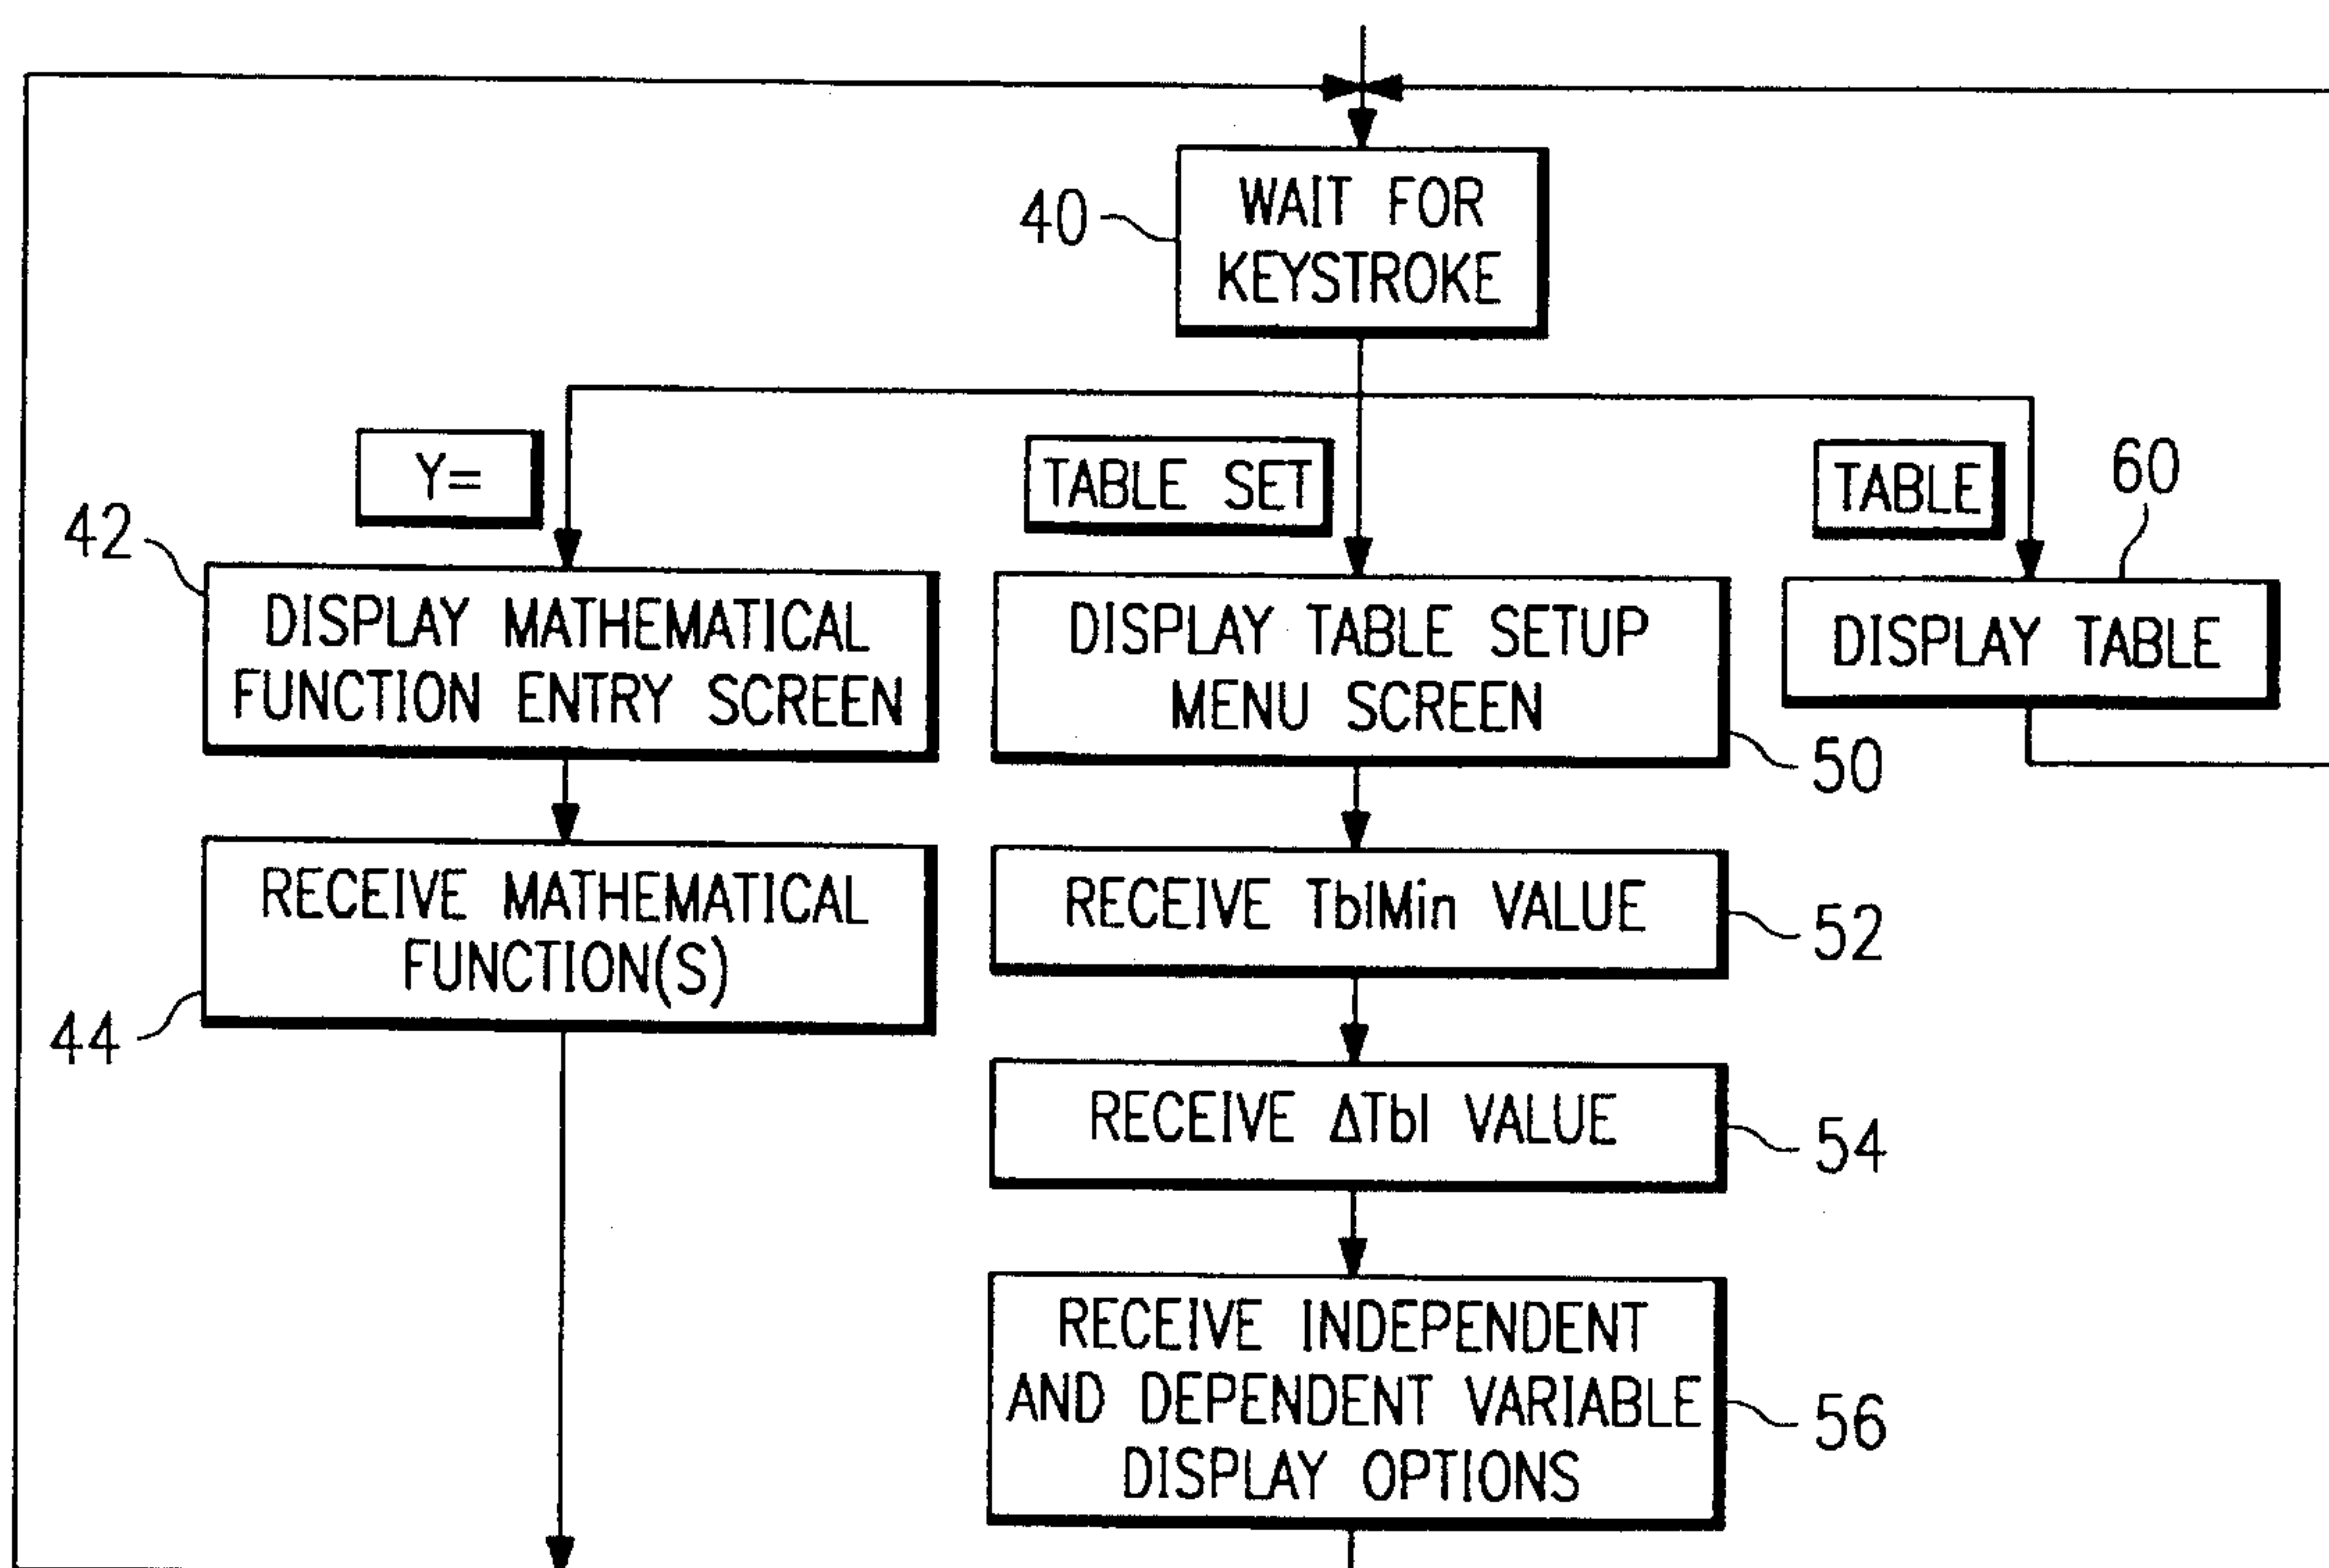 40
WAIT FOR
KEYSTROKE
Y=
TABLE SET
TABLE
60
42
DISPLAY MATHEMATICAL
FUNCTION ENTRY SCREEN
DISPLAY TABLE SETUP
MENU SCREEN
50
DISPLAY TABLE
RECEIVE MATHEMATICAL
FUNCTION(S)
44
RECEIVE TblMin VALUE
52
RECEIVE ΔTbl VALUE
54
RECEIVE INDEPENDENT
AND DEPENDENT VARIABLE
DISPLAY OPTIONS
56